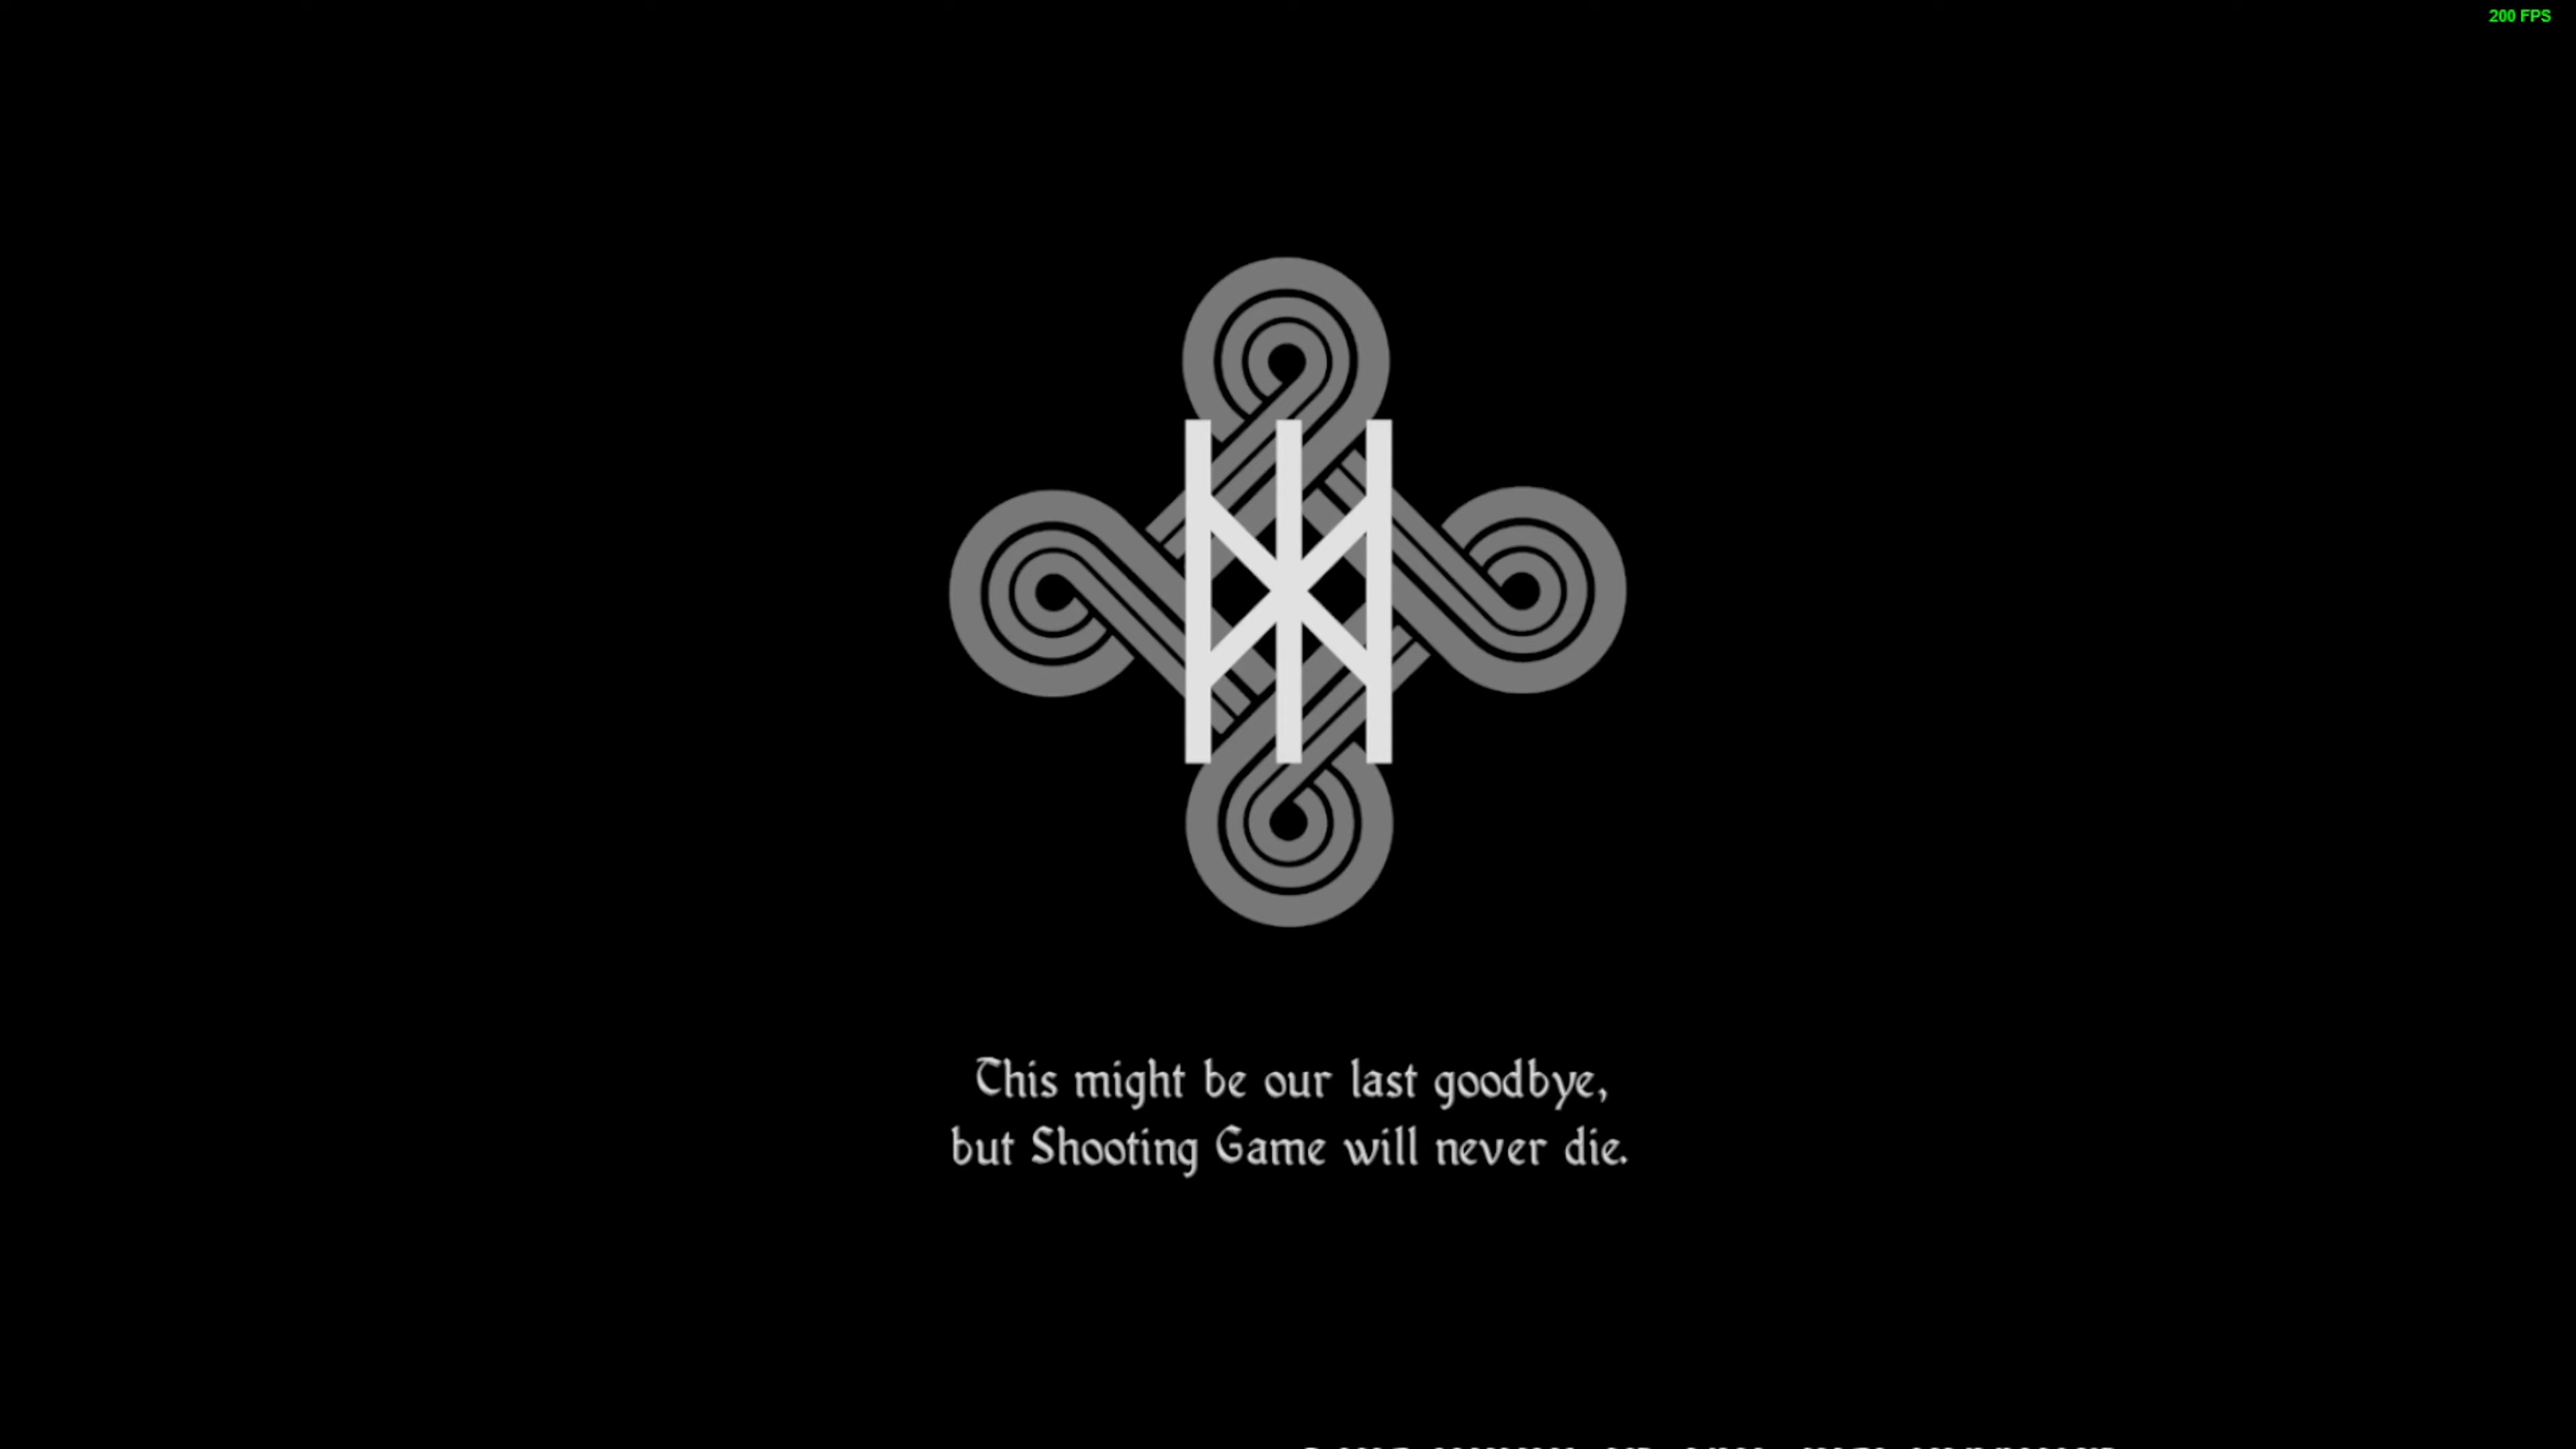 200 FPS
This might be our last goodbye,
but Shooting Game will never die.